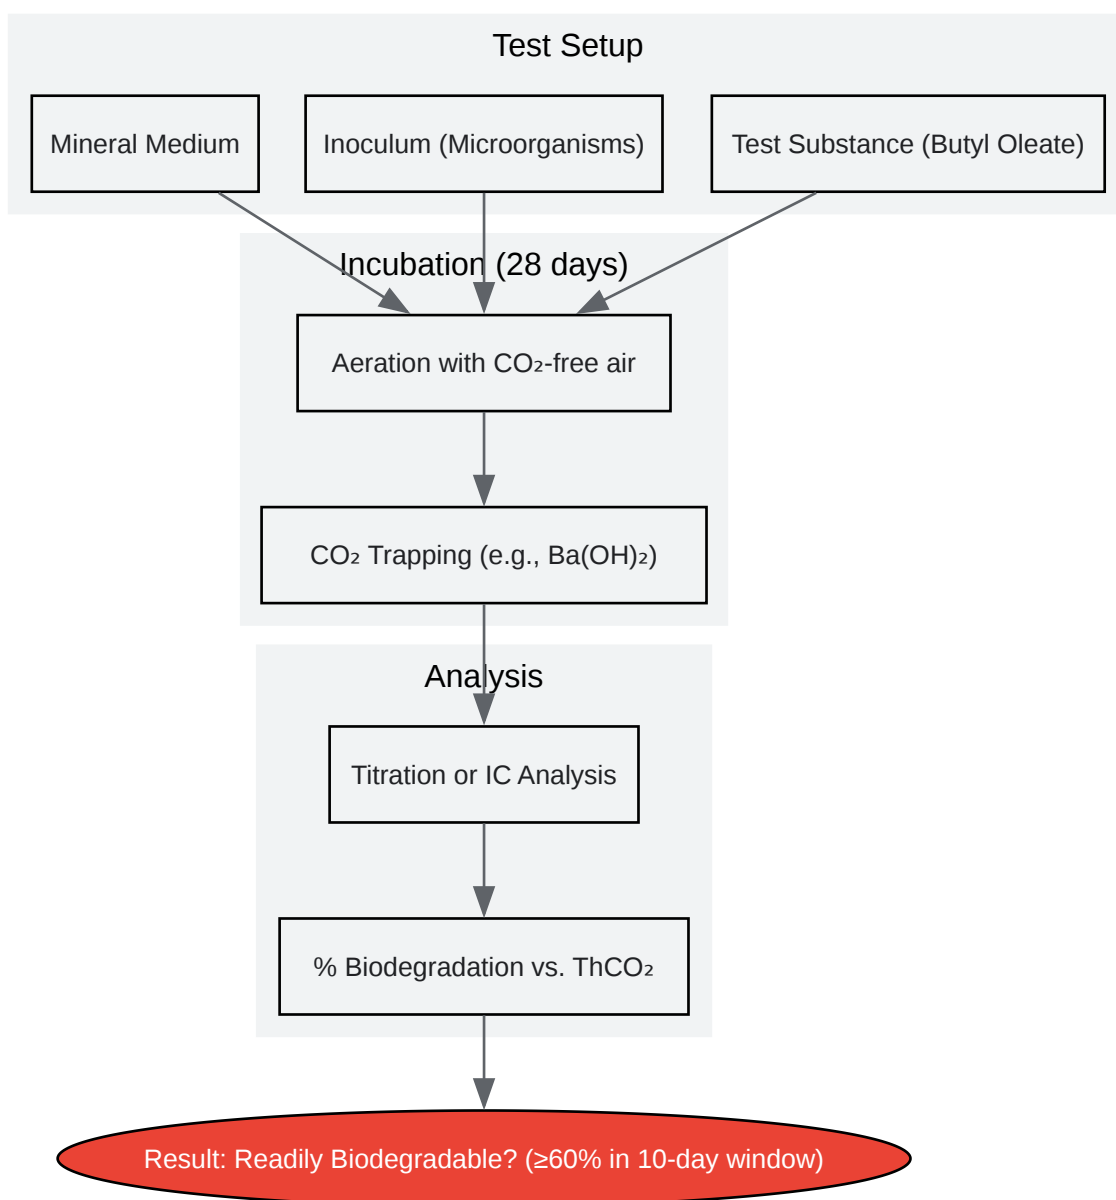 Test Setup
Mineral Medium
Inoculum (Microorganisms)
Test Substance (Butyl Oleate)
Incubation (28 days)
Aeration with CO₂-free air
CO₂ Trapping (e.g., Ba(OH)₂)
Analysis
Titration or IC Analysis
% Biodegradation vs. ThCO₂
Result: Readily Biodegradable? (≥60% in 10-day window)